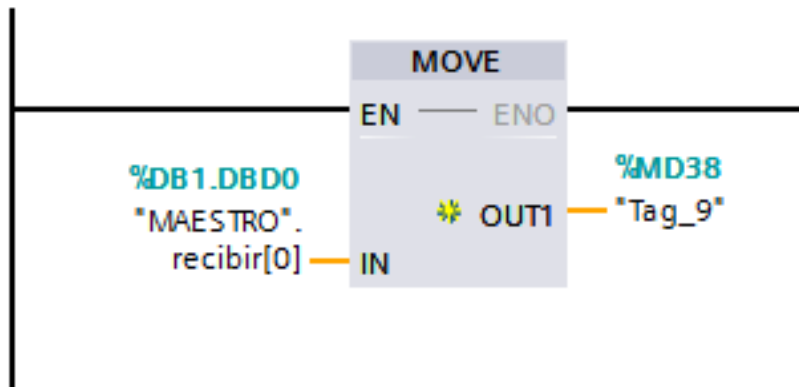 MOVE
EN
ENO
%DB1.DBD0
"MAESTRO".
recibir[0]
IN
OUT1
%MD38
"Tag_9"